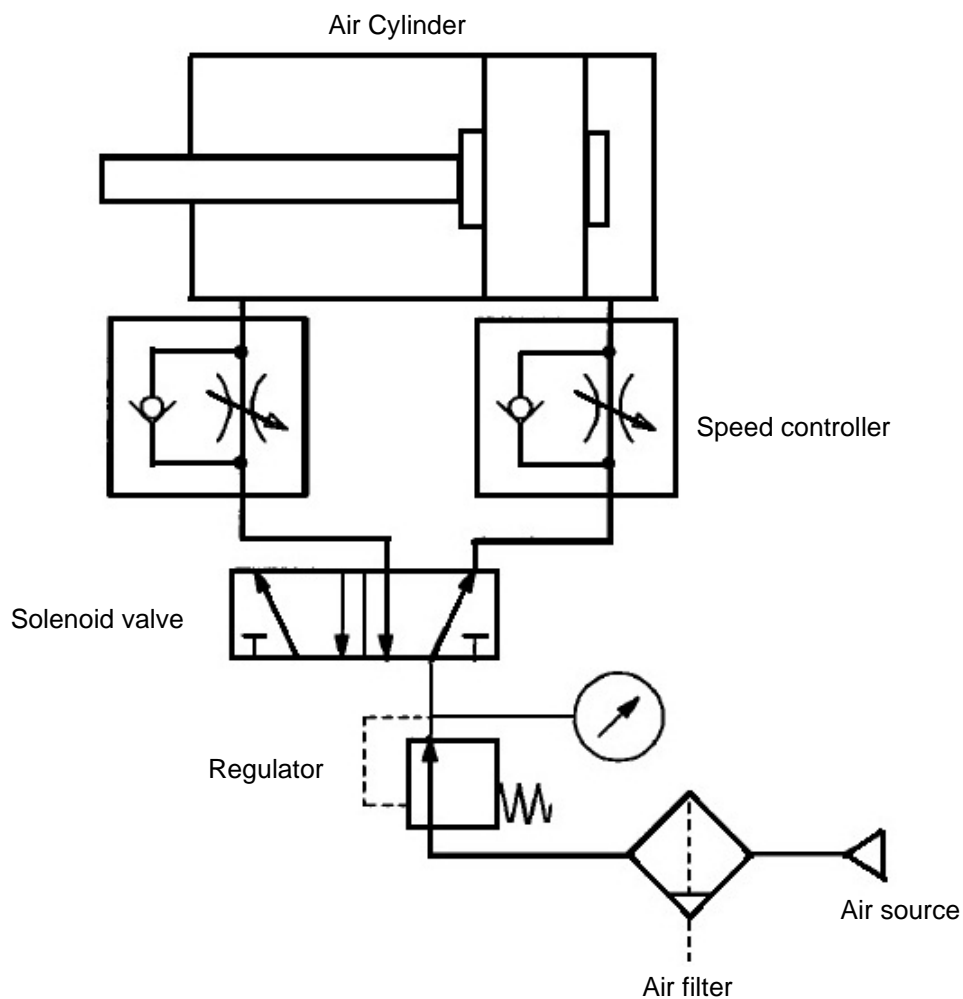 Air Cylinder
Speed controller
Solenoid valve
Regulator
Air source
Air filter